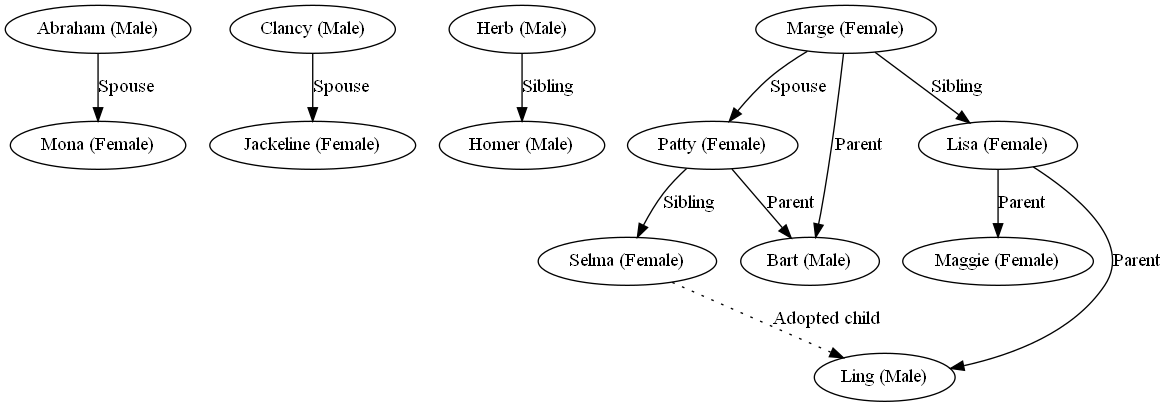 Abraham (Male)
Clancy (Male)
Herb (Male)
Marge (Female)
Spouse
Spouse
Sibling
Spouse
Sibling
Mona (Female)
Jackeline (Female)
Homer (Male)
Patty (Female)
Parent
Lisa (Female)
Sibling
Parent
Parent
Selma (Female)
Bart (Male)
Maggie (Female)
Parent
Adopted child
Ling (Male)